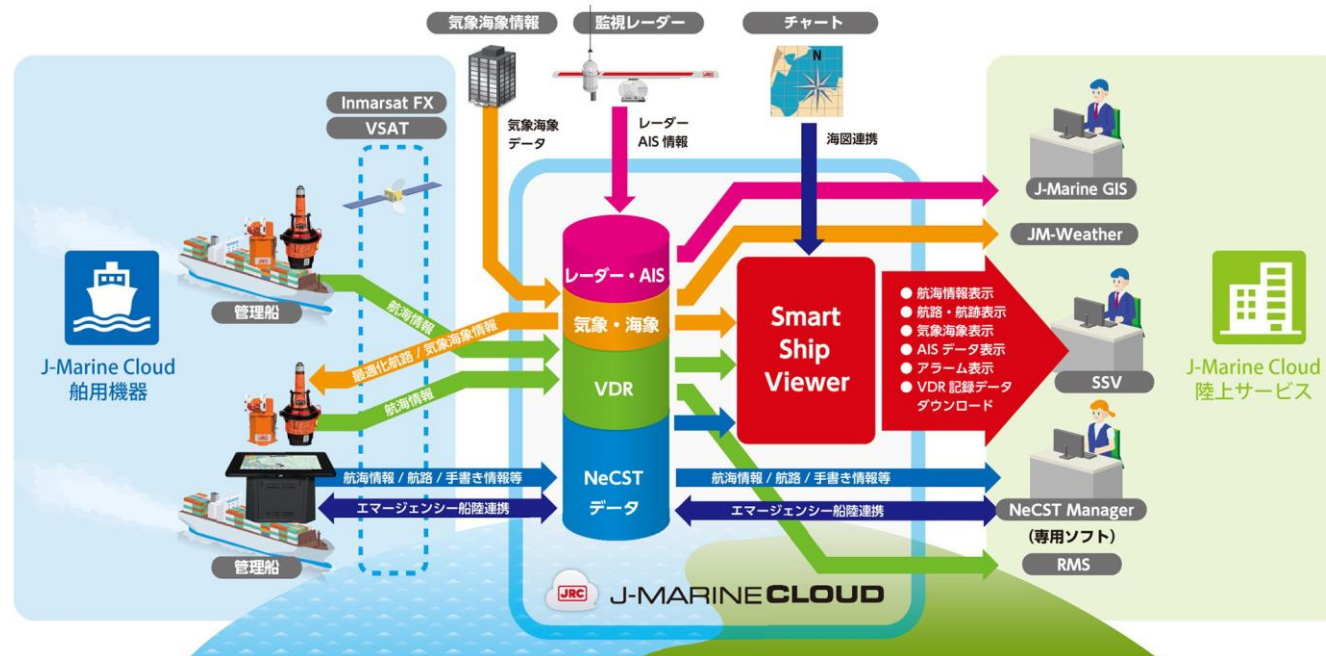 気象海象情報
監視レーダー
チャート
Inmarsat FX
VSAT
気象海象
データ
レーダー
AIS 情報
海図連携
JRC
N
J-Marine GIS
JM-Weather
レーダー・AIS
気象・海象
VDR
NeCST
データ
Smart
Ship
Viewer
● 航海情報表示
● 航路・航跡表示
● 気象海象表示
● AIS データ表示
● アラーム表示
● VDR 記録データ
ダウンロード
SSV
J-Marine Cloud
舶用機器
J-Marine Cloud
陸上サービス
管理船
航海情報
最適化航路 / 気象海象情報
航海情報
航海情報 / 航路 / 手書き情報等
エマージェンシー船陸連携
管理船
航海情報 / 航路 / 手書き情報等
エマージェンシー船陸連携
NeCST Manager
(専用ソフト)
RMS
JRC J-MARINE CLOUD